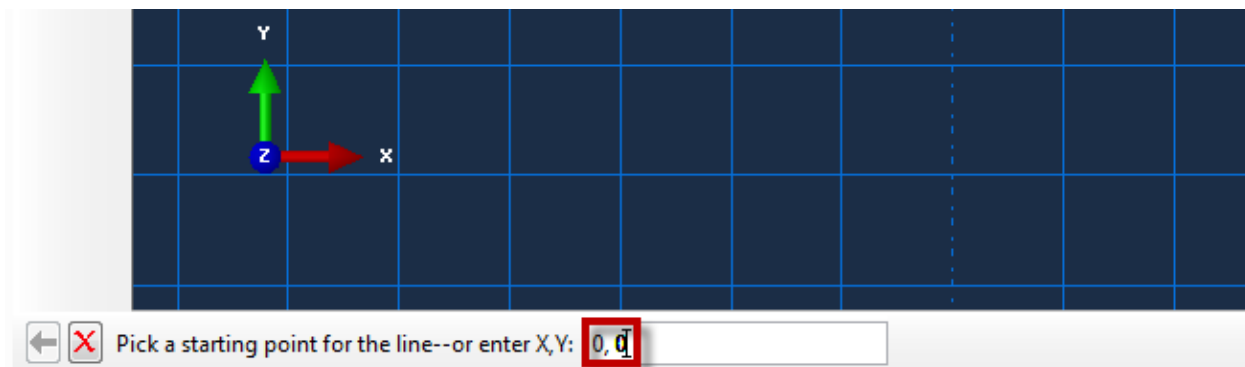 Y
Z X
Pick a starting point for the line--or enter X,Y: 0, 0